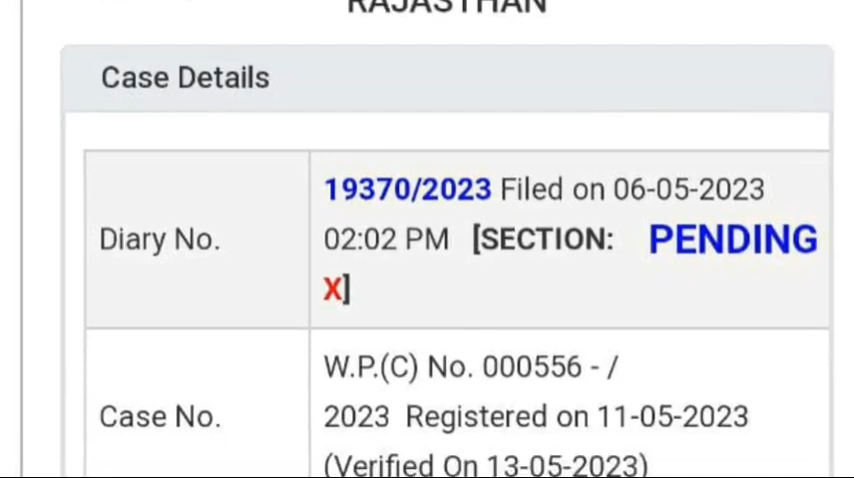 RAJASTHAN
Case Details
Diary No.
19370/2023 Filed on 06-05-2023
02:02 PM [SECTION: PENDING
X]
Case No.
W.P.(C) No. 000556 - /
2023 Registered on 11-05-2023
(Verified On 13-05-2023)